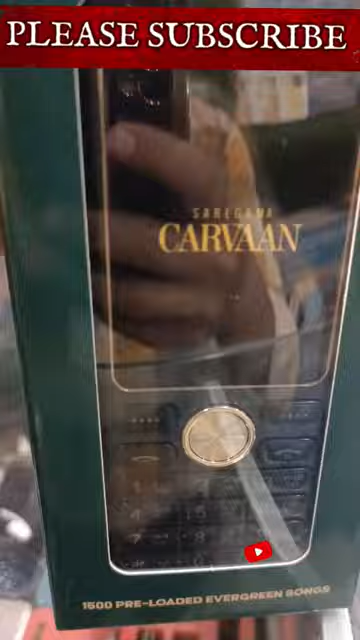 PLEASE SUBSCRIBE
SAREGAMA
CARVAAN
1500 PRE-LOADED EVERGREEN SONGS